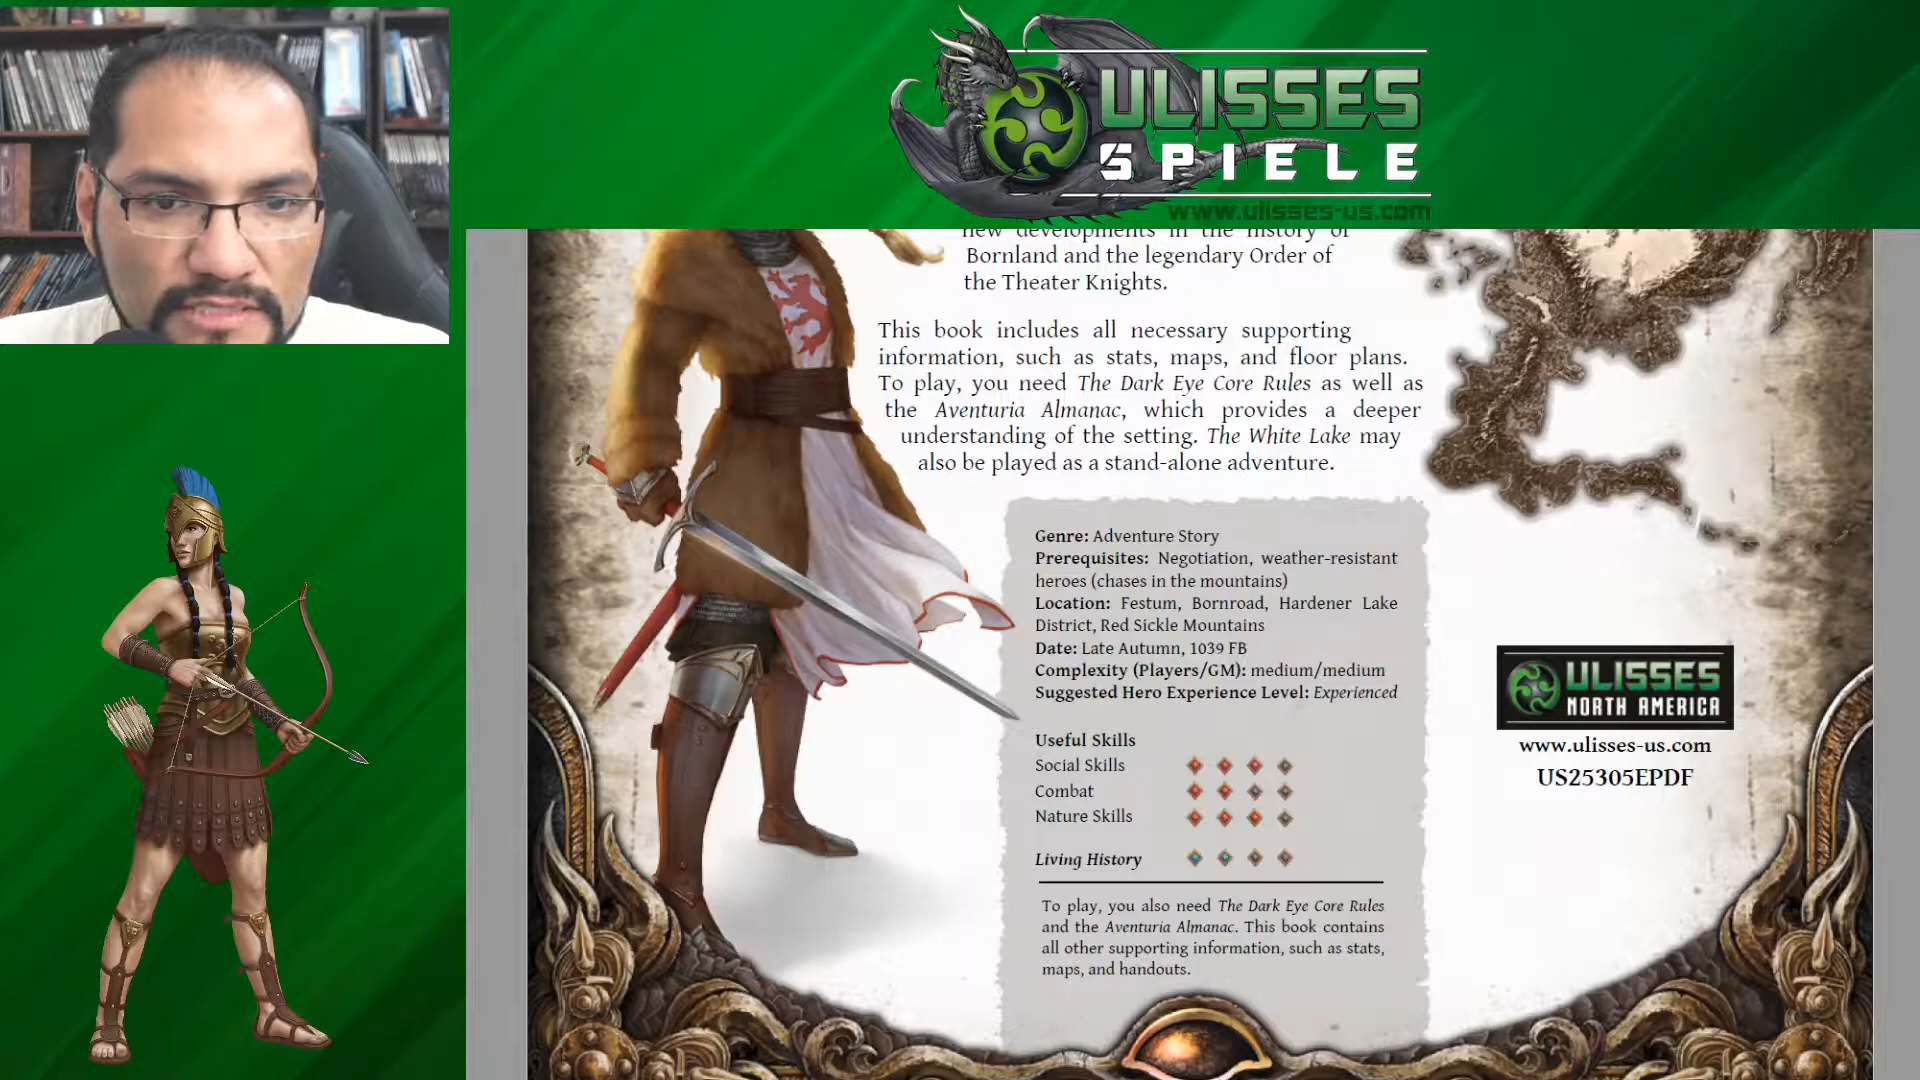 ULISSES
SPIELE
www.ulisses-us.com
new developments in the history of
Bornland and the legendary Order of
the Theater Knights.
This book includes all necessary supporting
information, such as stats, maps, and floor plans.
To play, you need The Dark Eye Core Rules as well as
the Aventuria Almanac, which provides a deeper
understanding of the setting. The White Lake may
also be played as a stand-alone adventure.
Genre: Adventure Story
Prerequisites: Negotiation, weather-resistant
heroes (chases in the mountains)
Location: Festum, Bornroad, Hardener Lake
District, Red Sickle Mountains
Date: Late Autumn, 1039 FB
Complexity (Players/GM): medium/medium
Suggested Hero Experience Level: Experienced
Useful Skills
Social Skills
Combat
Nature Skills
Living History
To play, you also need The Dark Eye Core Rules
and the Aventuria Almanac. This book contains
all other supporting information, such as stats,
maps, and handouts.
ULISSES
NORTH AMERICA
www.ulisses-us.com
US25305EPDF